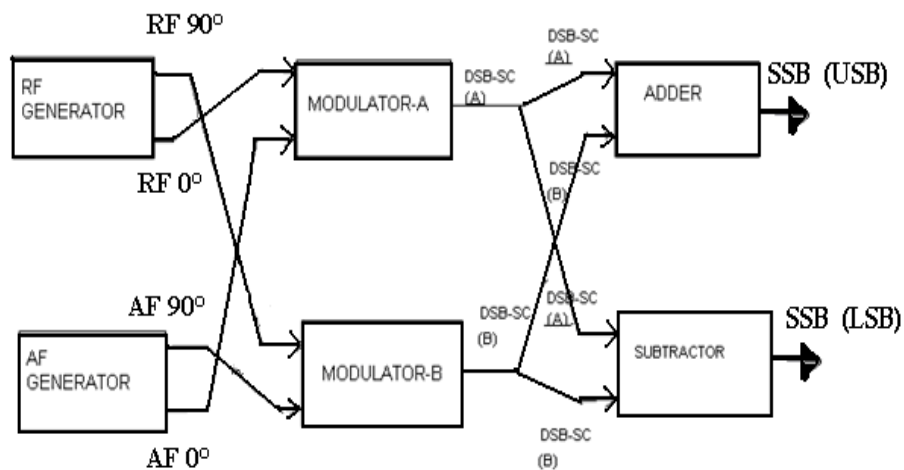 RF 90°
RF
GENERATOR
RF 0°
MODULATOR-A
DSB-SC
(A)
DSB-SC
(A)
ADDER
SSB (USB)
DSB-SC
(B)
AF 90°
AF
GENERATOR
AF 0°
MODULATOR-B
DSB-SC
(B)
DSB-SC
(A)
SUBTRACTOR
SSB (LSB)
DSB-SC
(B)